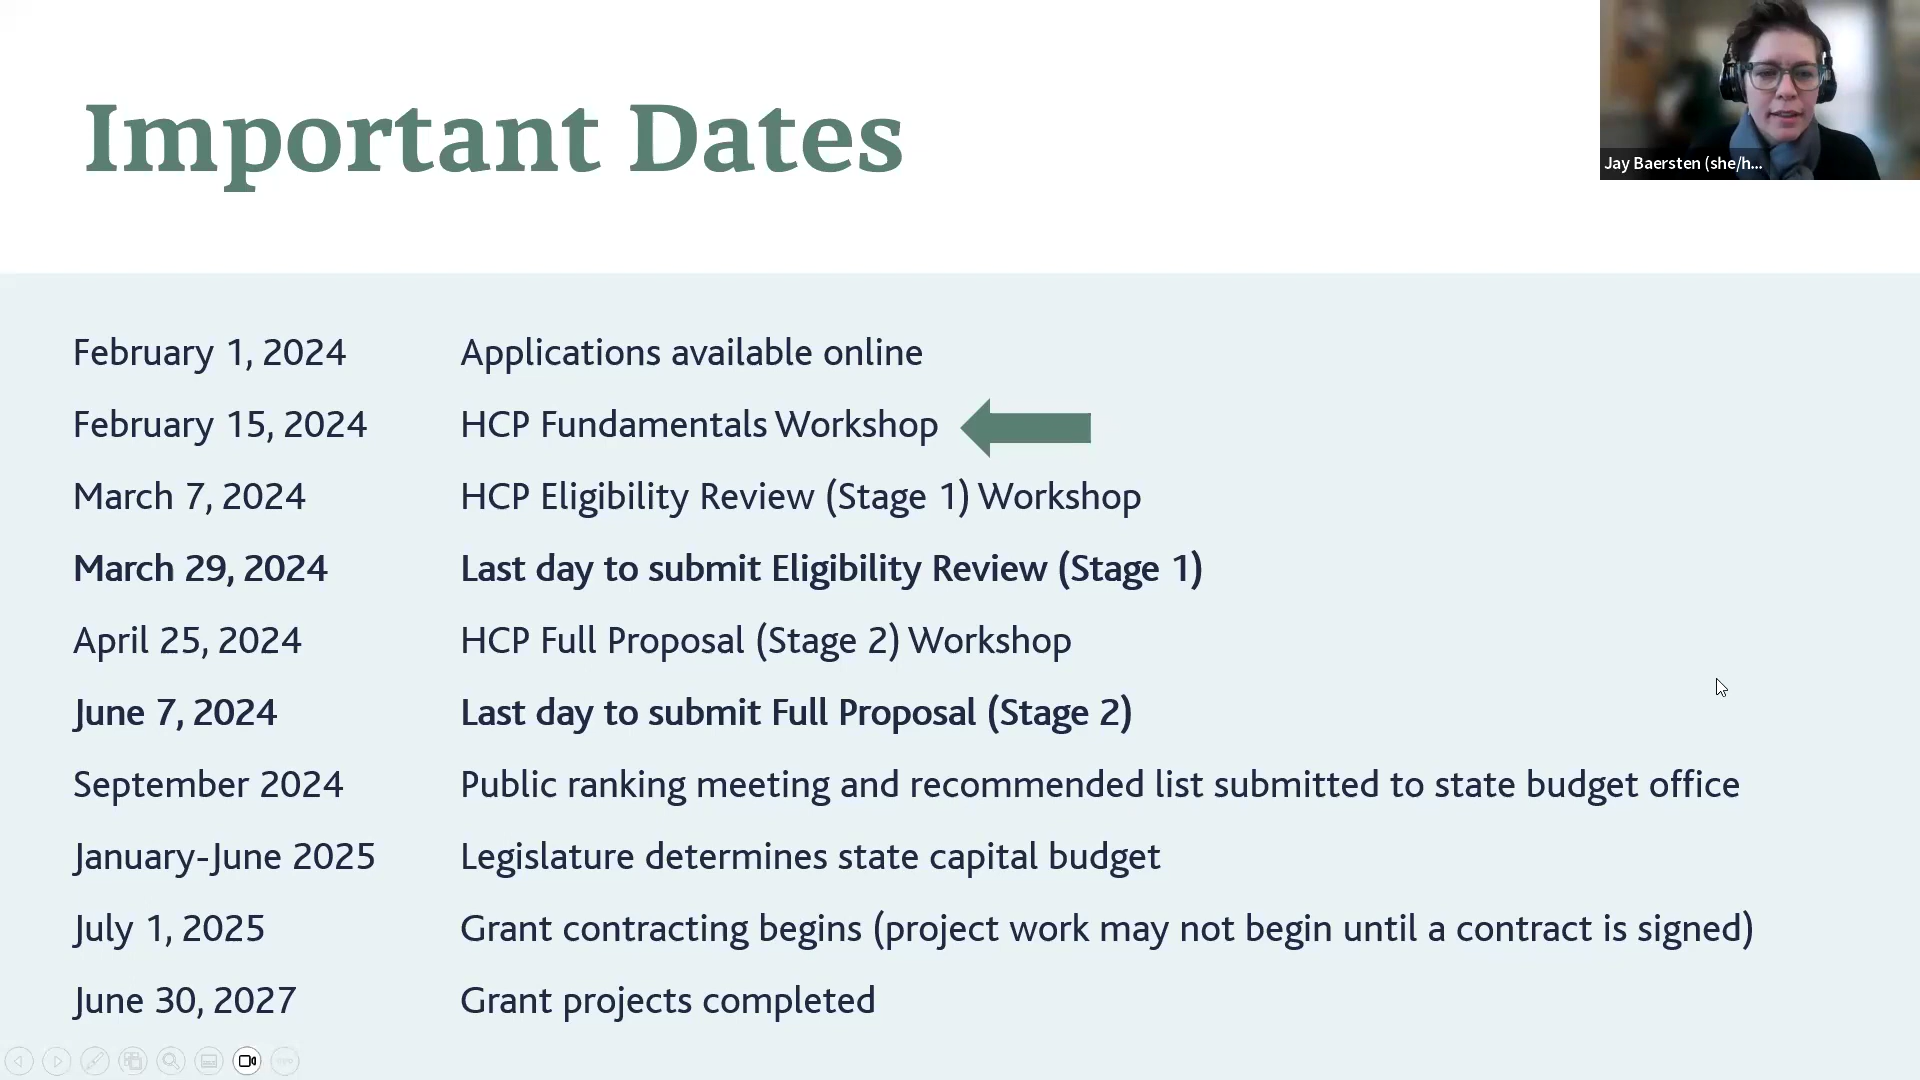 Important Dates
Jay Baersten (she/h...
February 1, 2024 Applications available online
February 15, 2024 HCP Fundamentals Workshop
March 7, 2024 HCP Eligibility Review (Stage 1) Workshop
March 29, 2024 Last day to submit Eligibility Review (Stage 1)
April 25, 2024 HCP Full Proposal (Stage 2) Workshop
June 7, 2024 Last day to submit Full Proposal (Stage 2)
September 2024 Public ranking meeting and recommended list submitted to state budget office
January-June 2025 Legislature determines state capital budget
July 1, 2025 Grant contracting begins (project work may not begin until a contract is signed)
June 30, 2027 Grant projects completed